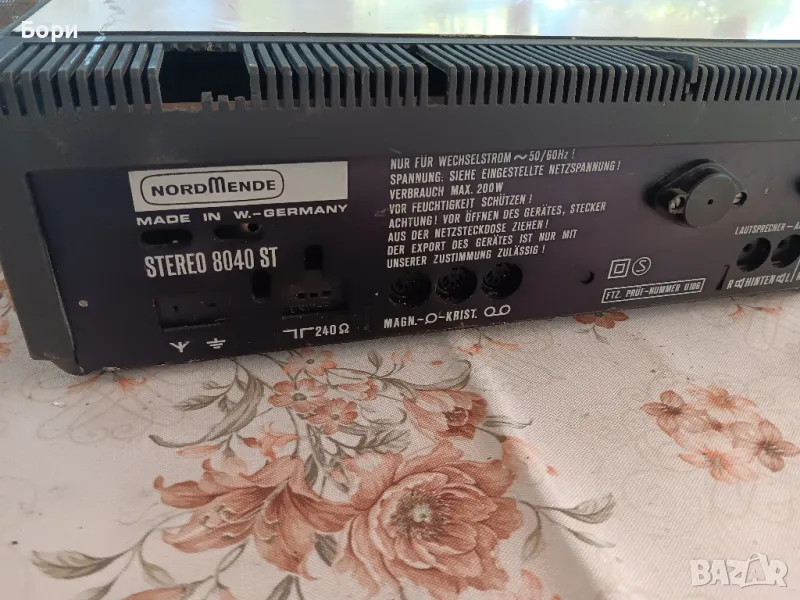 Бори
NORDMENDE
MADE IN W.-GERMANY
STEREO 8040 ST
240Ω
NUR FÜR WECHSELSTROM ~ 50/60Hz!
SPANNUNG: SIEHE EINGESTELLTE NETZSPANNUNG!
VERBRAUCH MAX. 200W
VOR FEUCHTIGKEIT SCHÜTZEN!
ACHTUNG! VOR ÖFFNEN DES GERÄTES, STECKER
AUS DER NETZSTECKDOSE ZIEHEN!
DER EXPORT DES GERÄTES IST NUR MIT
UNSERER ZUSTIMMUNG ZULÄSSIG!
MAGN.-O-KRIST.
S
FTZ. PRÜF-NUMMER U106
LAUTSPRECHER-A
R HINTEN L
BAZAR